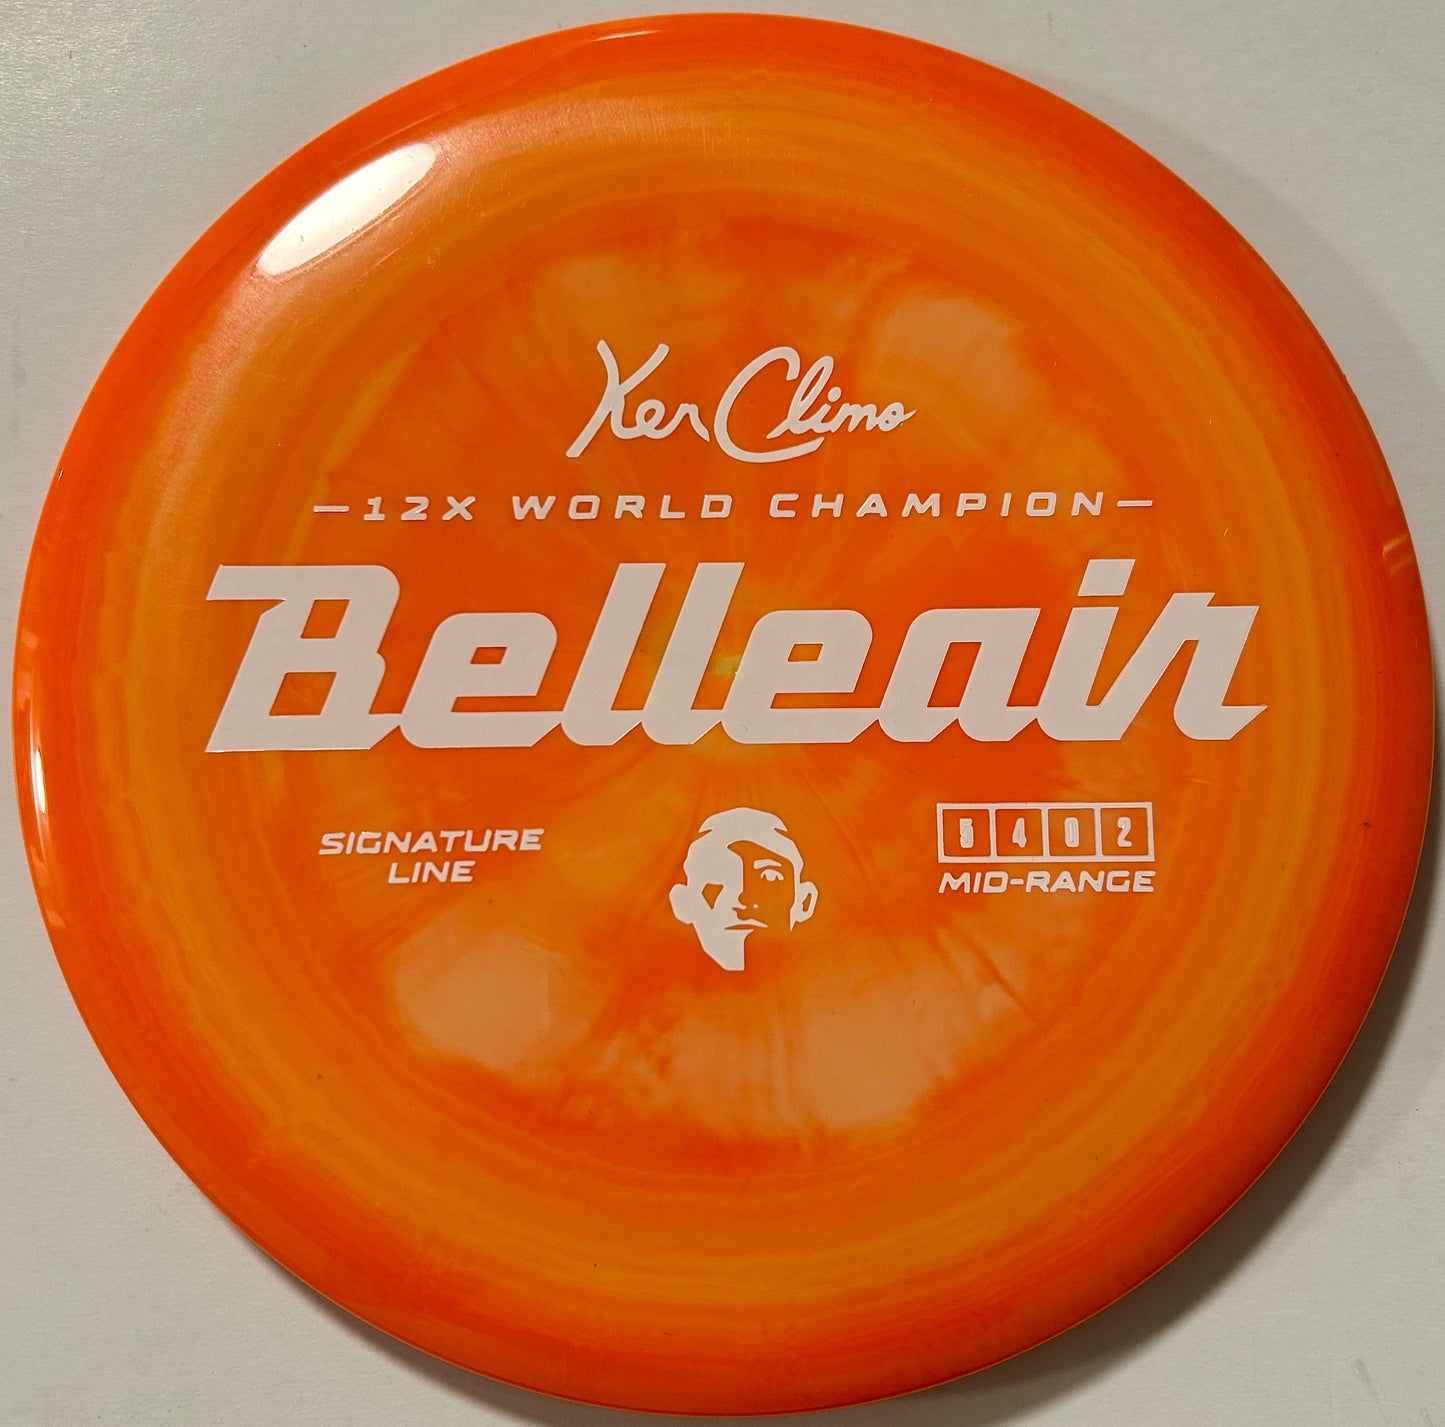 Ken Climo
—12X WORLD CHAMPION—
Belleair
SIGNATURE
LINE
5 4 0 2
MID-RANGE